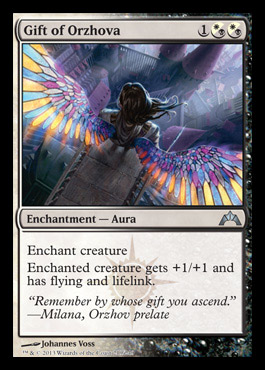 Gift of Orzhova
1
Enchantment — Aura
Enchant creature
Enchanted creature gets +1/+1 and
has flying and lifelink.
“Remember by whose gift you ascend.”
—Milana, Orzhov prelate
Johannes Voss
™ & © 2013 Wizards of the Coast